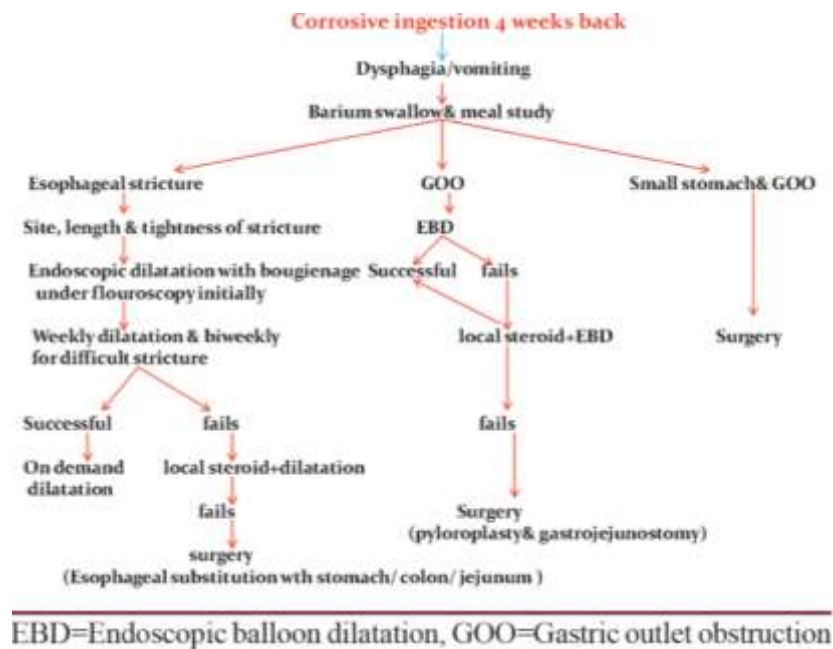 Corrosive ingestion 4 weeks back
Dysphagia/vomiting
Barium swallow& meal study
Esophageal stricture
GOO
Small stomach& GOO
Site, length & tightness of stricture
EBD
Endoscopic dilatation with bougienage
under flouroscopy initially
Successful
fails
Weekly dilatation & biweekly
for difficult stricture
local steroid+EBD
Surgery
Successful
fails
fails
On demand
dilatation
local steroid+dilatation
fails
Surgery
(pyloroplasty& gastrojejunostomy)
surgery
(Esophageal substitution wth stomach/ colon/ jejunum )
EBD=Endoscopic balloon dilatation, GOO=Gastric outlet obstruction